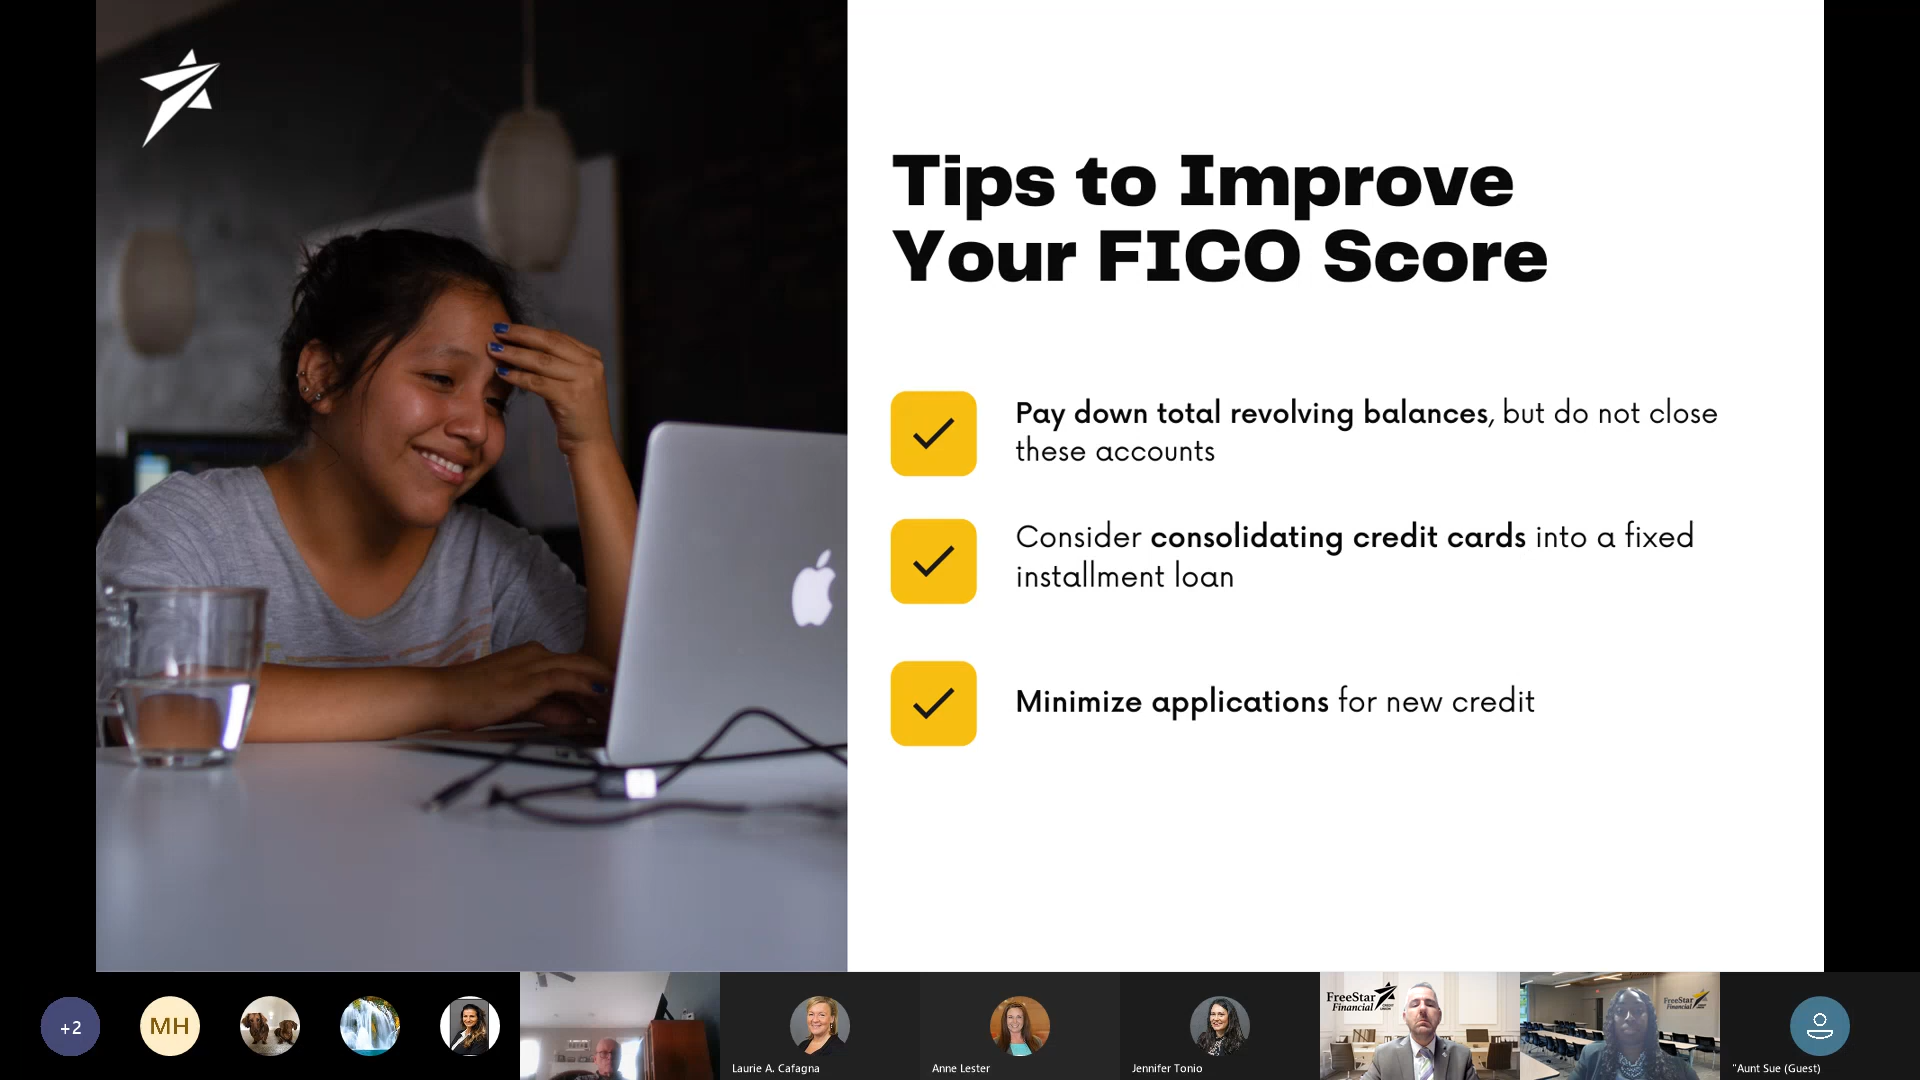 Tips to Improve
Your FICO Score
Pay down total revolving balances, but do not close
these accounts
Consider consolidating credit cards into a fixed
installment loan
Minimize applications for new credit
+2
MH
Laurie A. Cafagna
Anne Lester
Jennifer Tonio
FreeStar
Financial
FreeStar
Financial
"Aunt Sue (Guest)